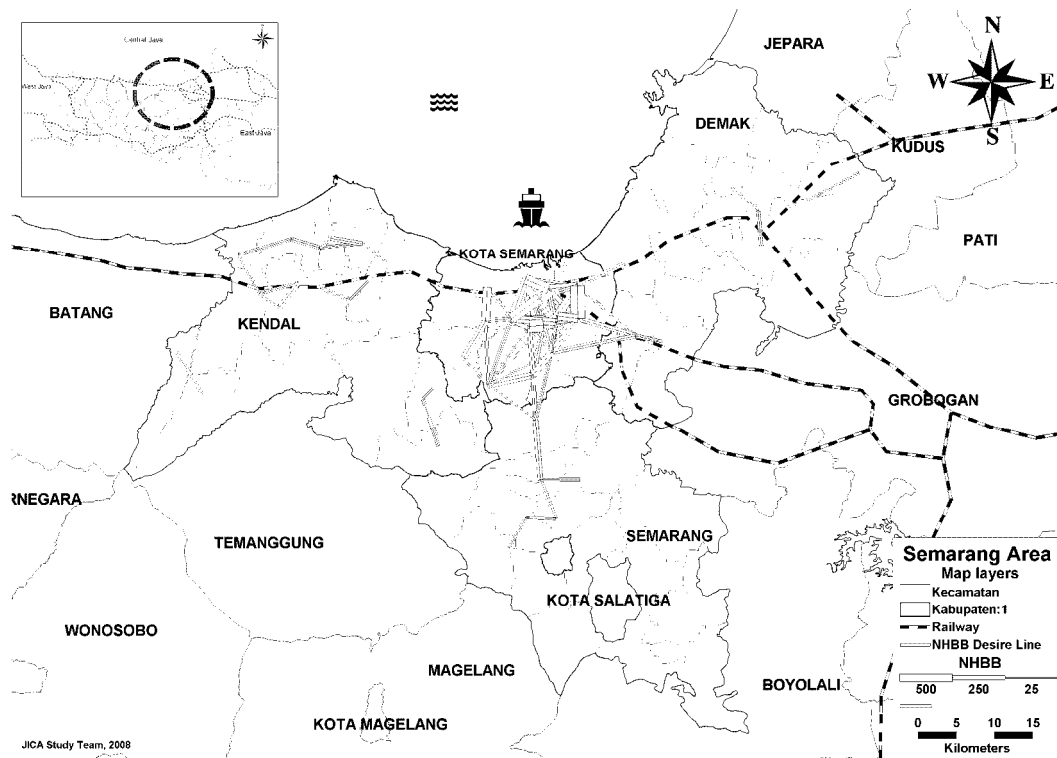 Central Java
West Java
East Java
N
W
E
S
JEPARA
DEMAK
KUDUS
PATI
KOTA SEMARANG
BATANG
KENDAL
GROBOGAN
RNEGARA
TEMANGGUNG
SEMARANG
KOTA SALATIGA
WONOSOBO
MAGELANG
BOYOLALI
KOTA MAGELANG
Semarang Area
Map layers
Kecamatan
Kabupaten:1
Railway
NHBB Desire Line
NHBB
500 250 25
0 5 10 15
Kilometers
JICA Study Team, 2008